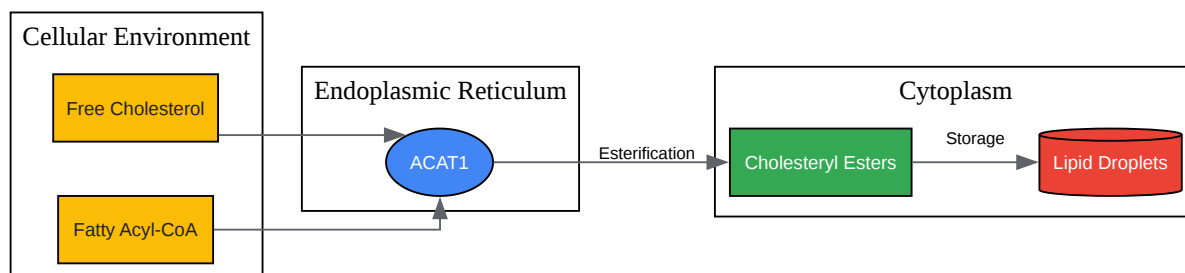 Cellular Environment
Free Cholesterol
Fatty Acyl-CoA
Endoplasmic Reticulum
ACAT1
Esterification
Cytoplasm
Cholesteryl Esters
Storage
Lipid Droplets